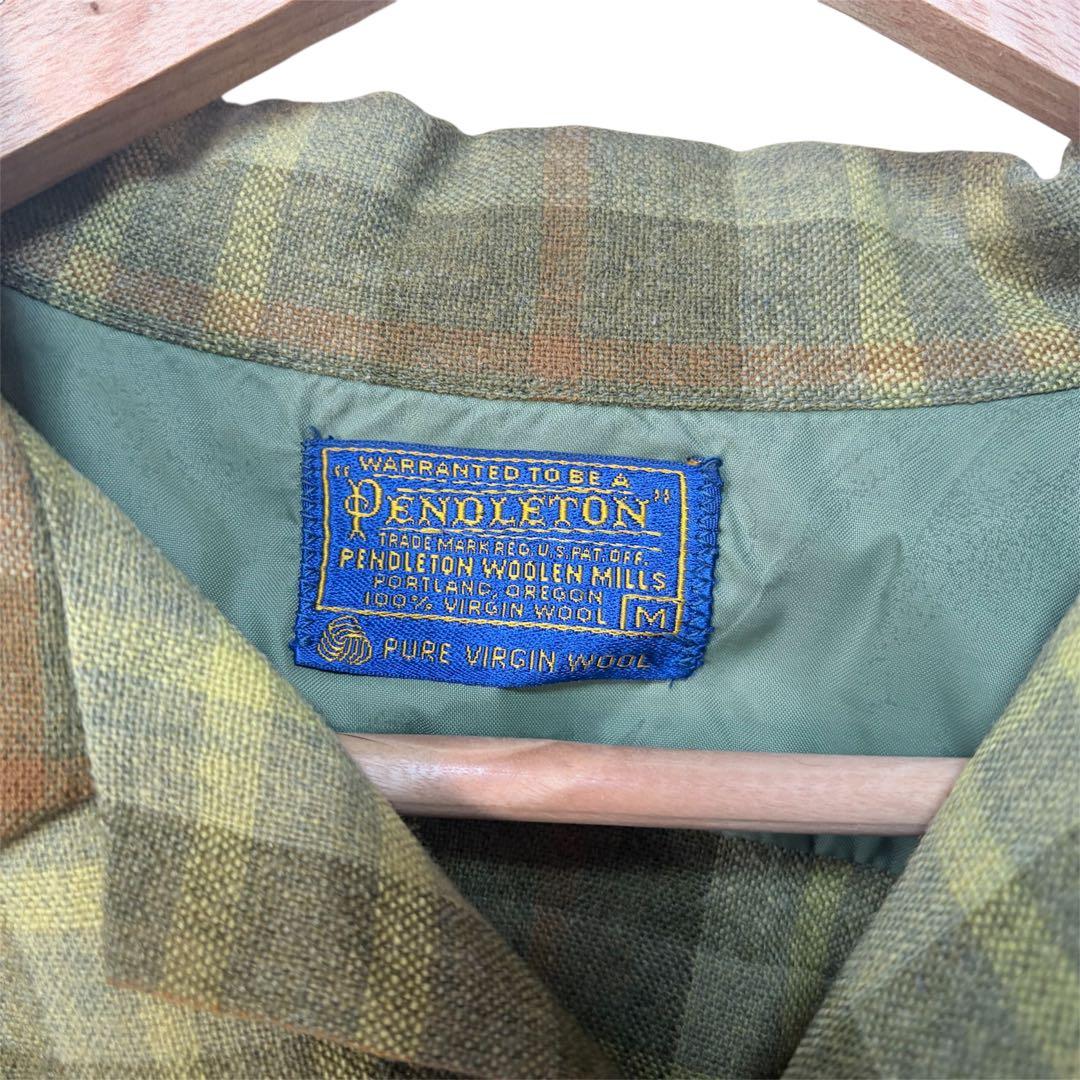 WARRANTED TO BE A
"PENDLETON"
TRADE MARK REG. U.S. PAT. OFF.
PENDLETON WOOLEN MILLS
PORTLAND, OREGON
100% VIRGIN WOOL M
PURE VIRGIN WOOL